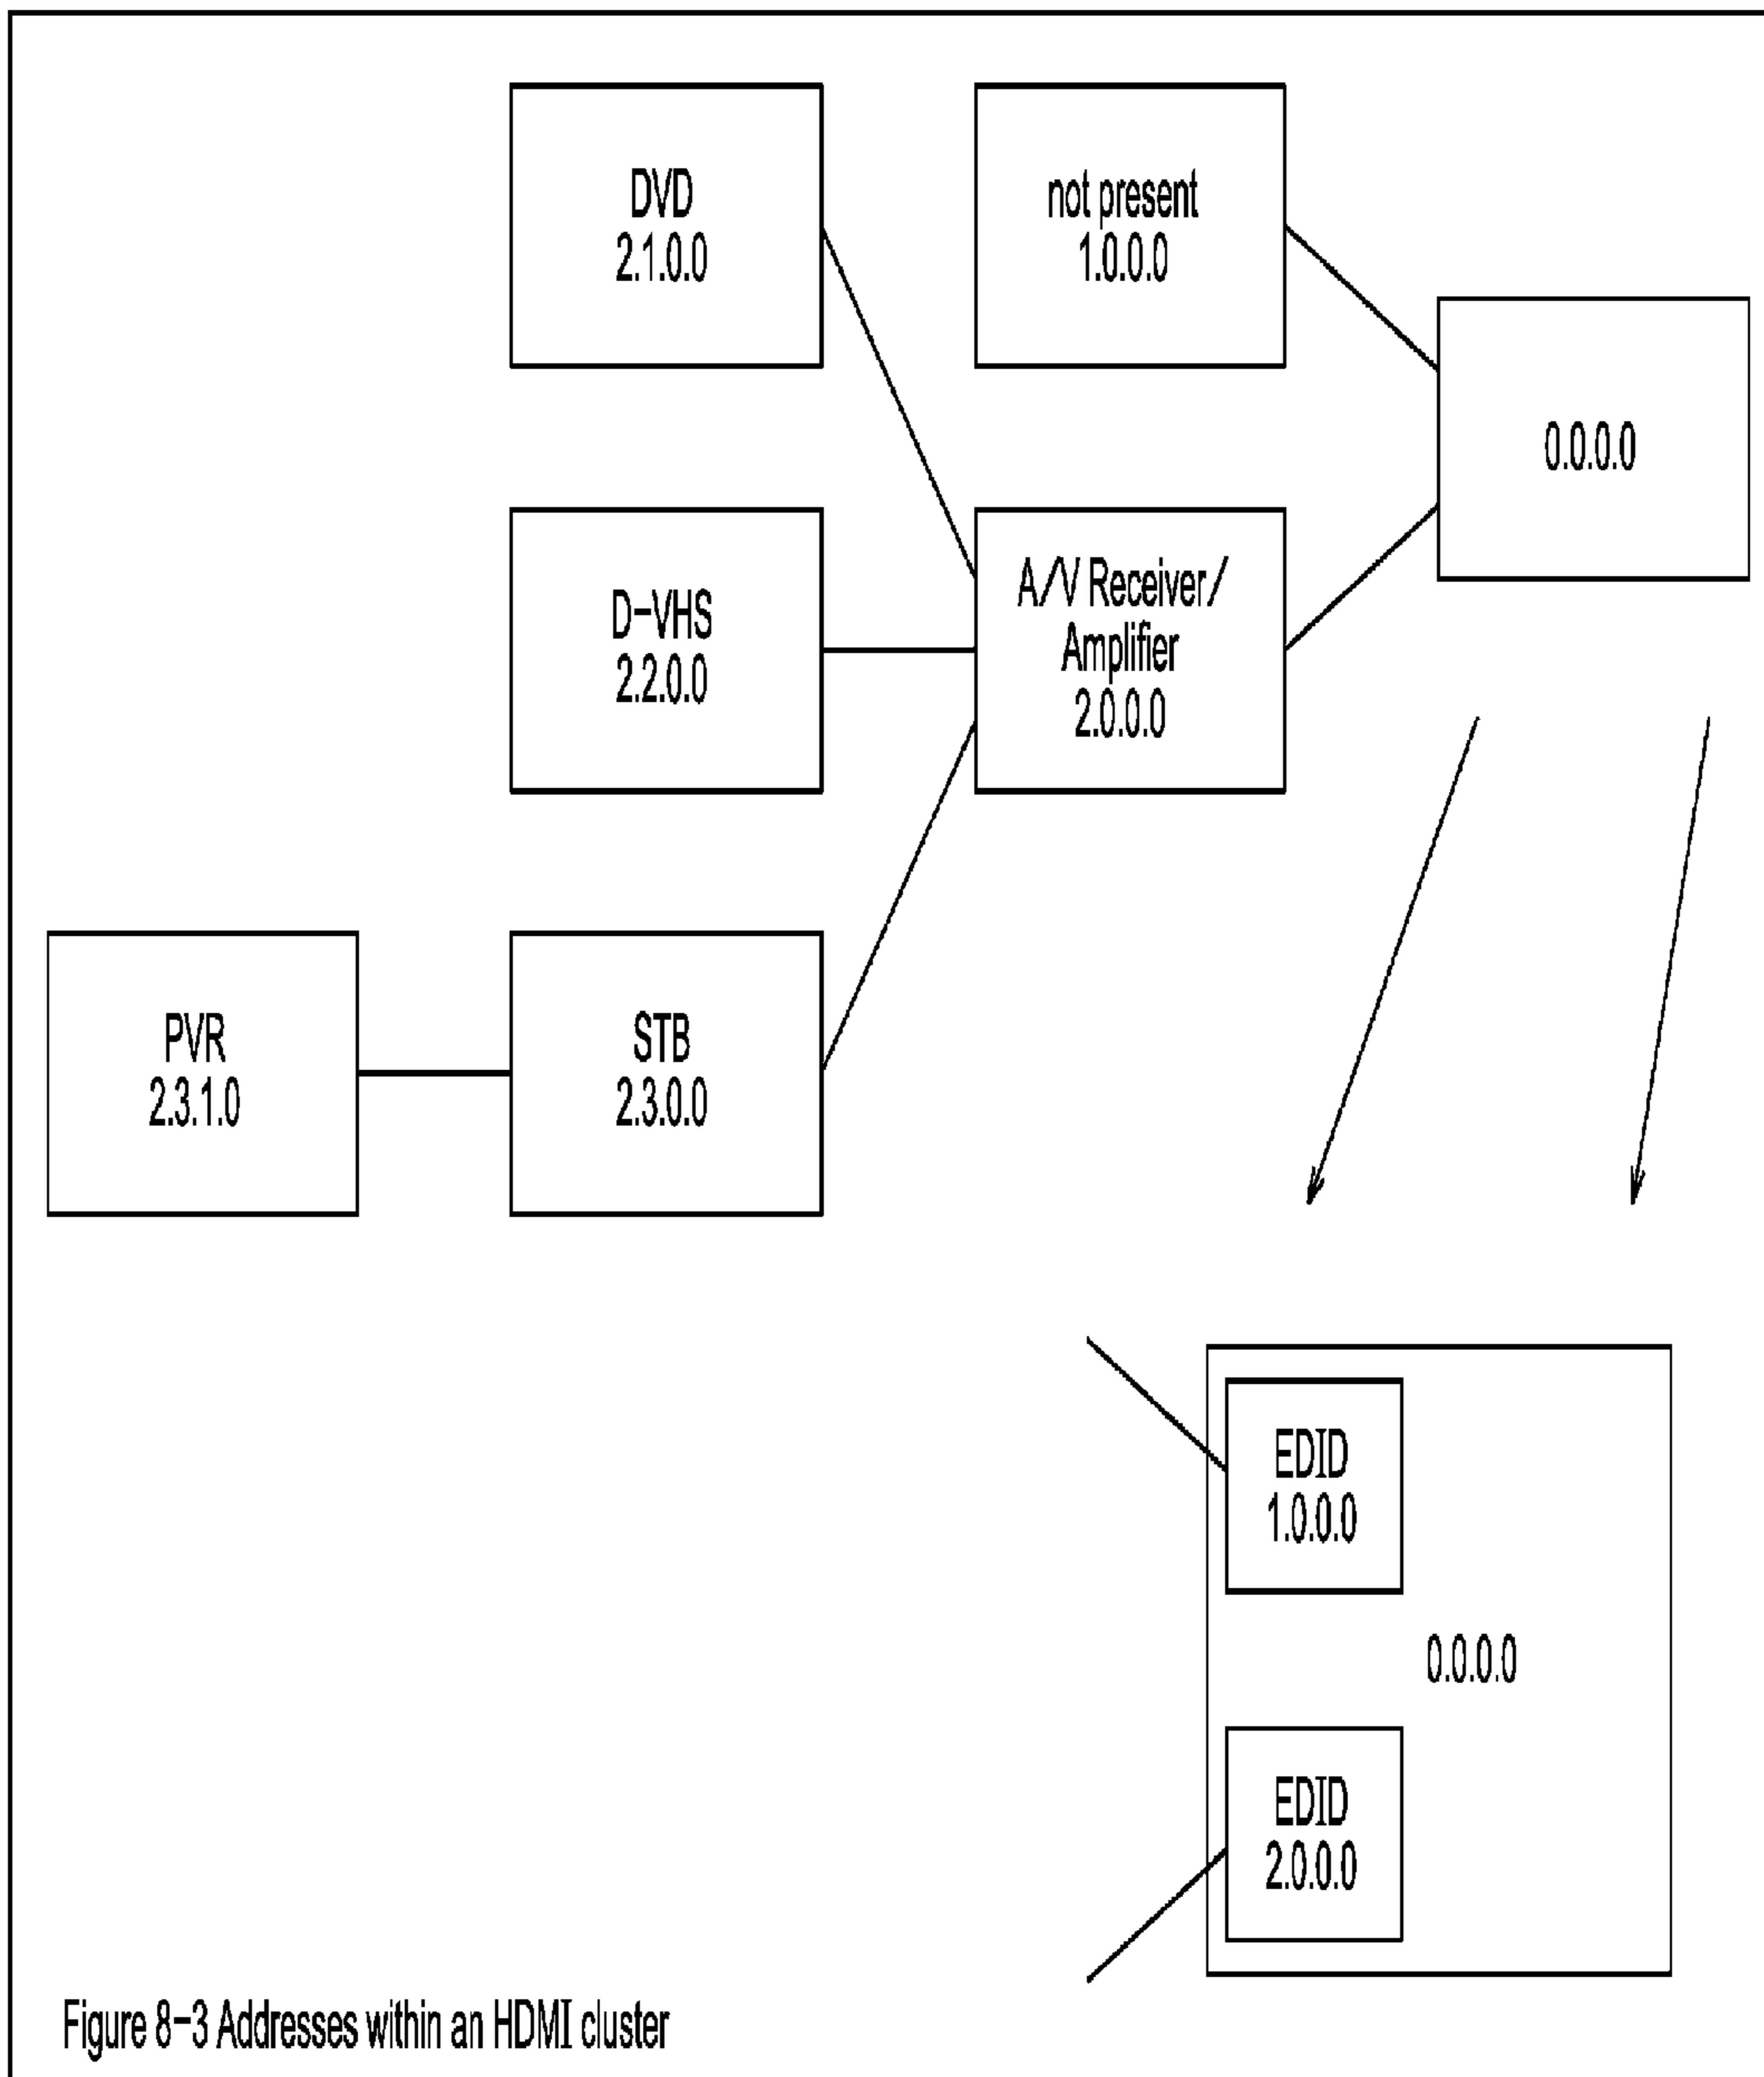 DVD
2.1.0.0
not present
1.0.0.0
0.0.0.0
D-VHS
2.2.0.0
A/V Receiver/
Amplifier
2.0.0.0
PVR
2.3.1.0
STB
2.3.0.0
EDID
1.0.0.0
0.0.0.0
EDID
2.0.0.0
Figure 8-3 Addresses within an HDMI cluster